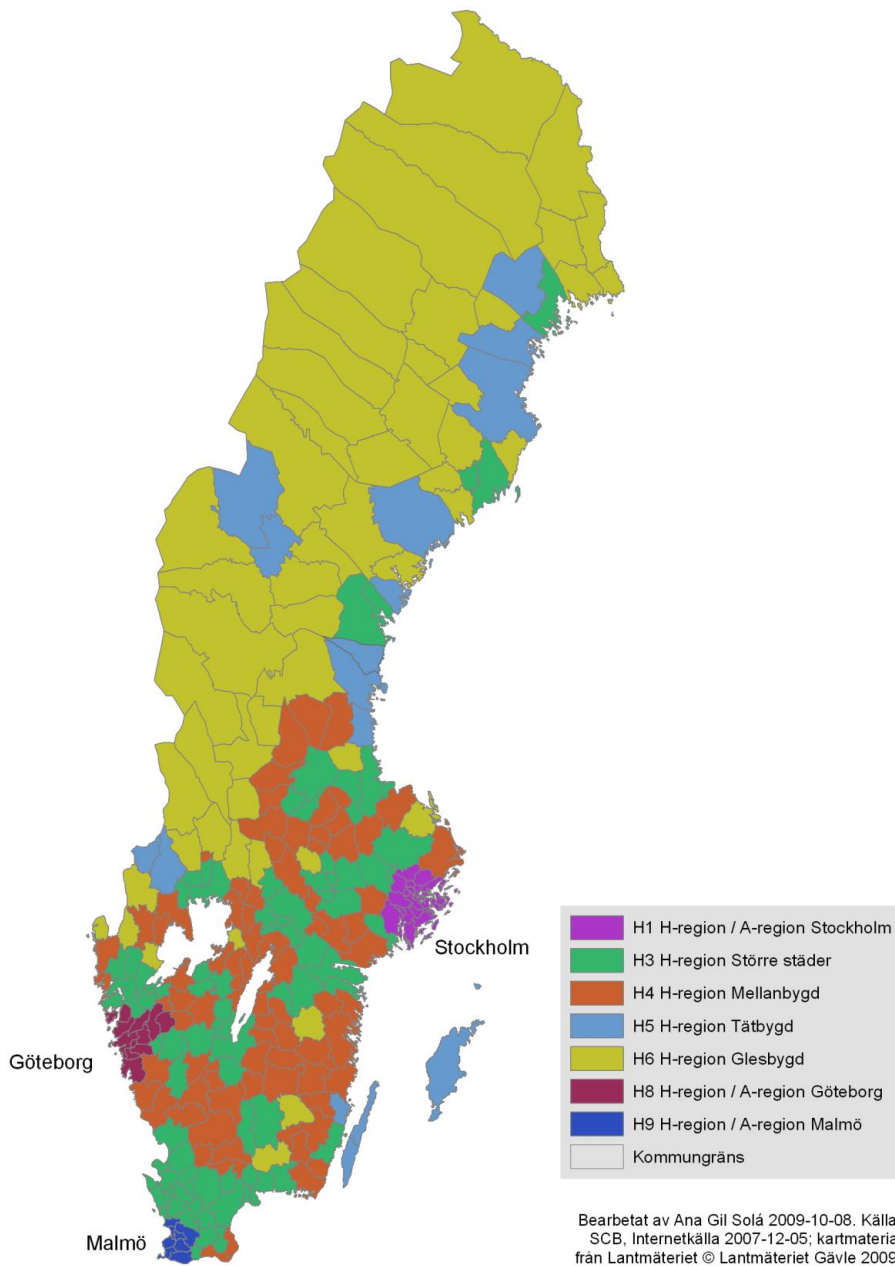 Stockholm
Göteborg
Malmö
H1 H-region / A-region Stockholm
H3 H-region Större städer
H4 H-region Mellanbygd
H5 H-region Tätbygd
H6 H-region Glesbygd
H8 H-region / A-region Göteborg
H9 H-region / A-region Malmö
Kommungräns
Bearbetat av Ana Gil Solá 2009-10-08. Källa
SCB, Internetkälla 2007-12-05; kartmateria
från Lantmäteriet © Lantmäteriet Gävle 2009